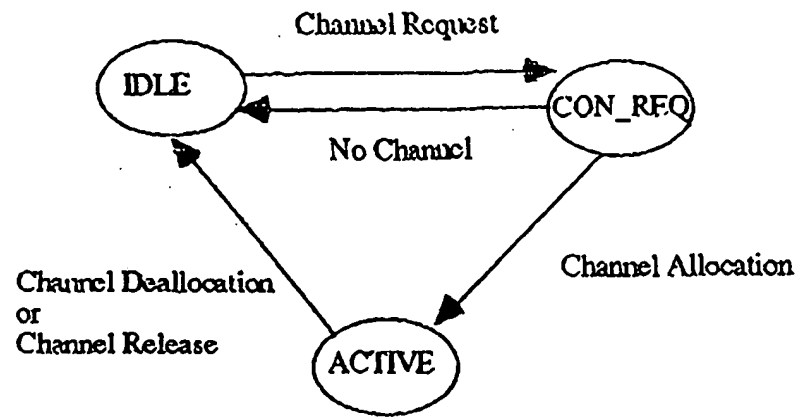 Channel Request
IDLE
CON_REQ
No Channel
Channel Allocation
Channel Deallocation
or
Channel Release
ACTIVE